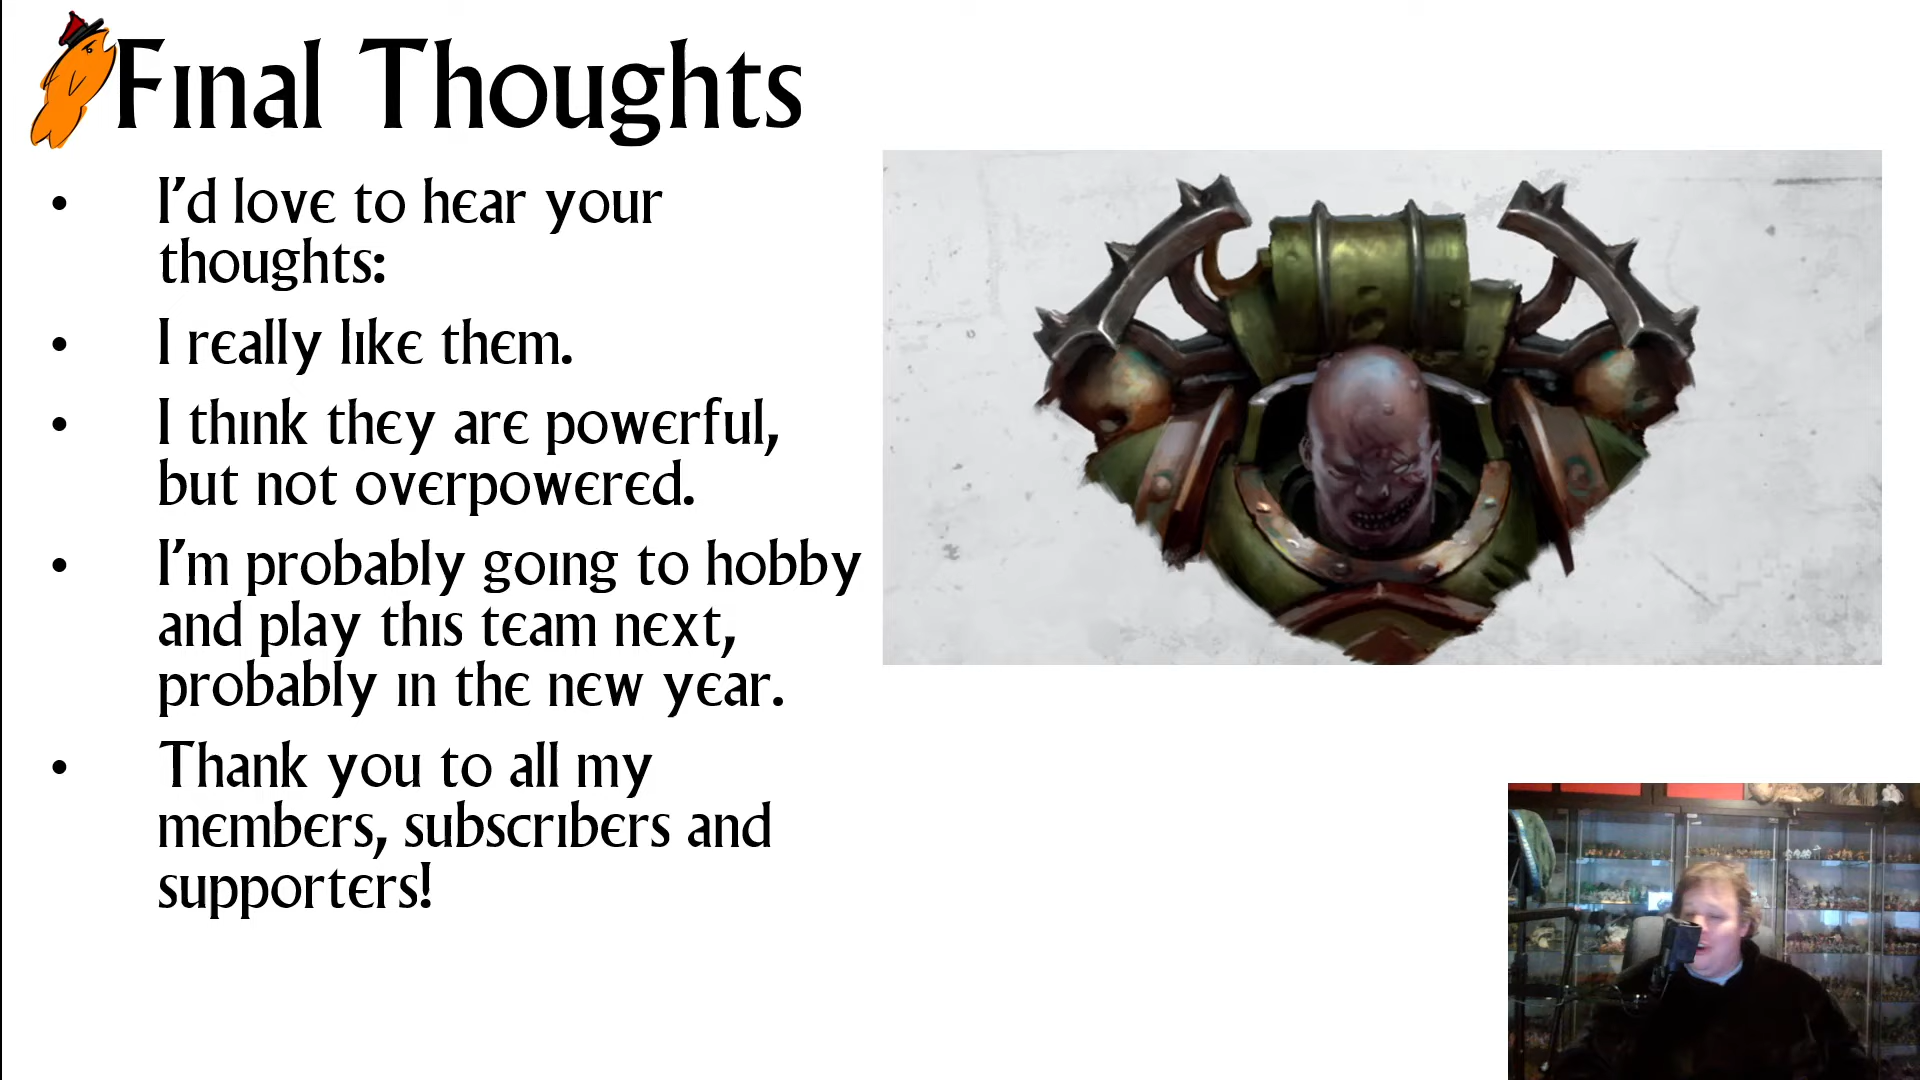 Final Thoughts
• I'd love to hear your
thoughts:
• I really like them.
• I think they are powerful,
but not overpowered.
• I'm probably going to hobby
and play this team next,
probably in the new year.
• Thank you to all my
members, subscribers and
supporters!